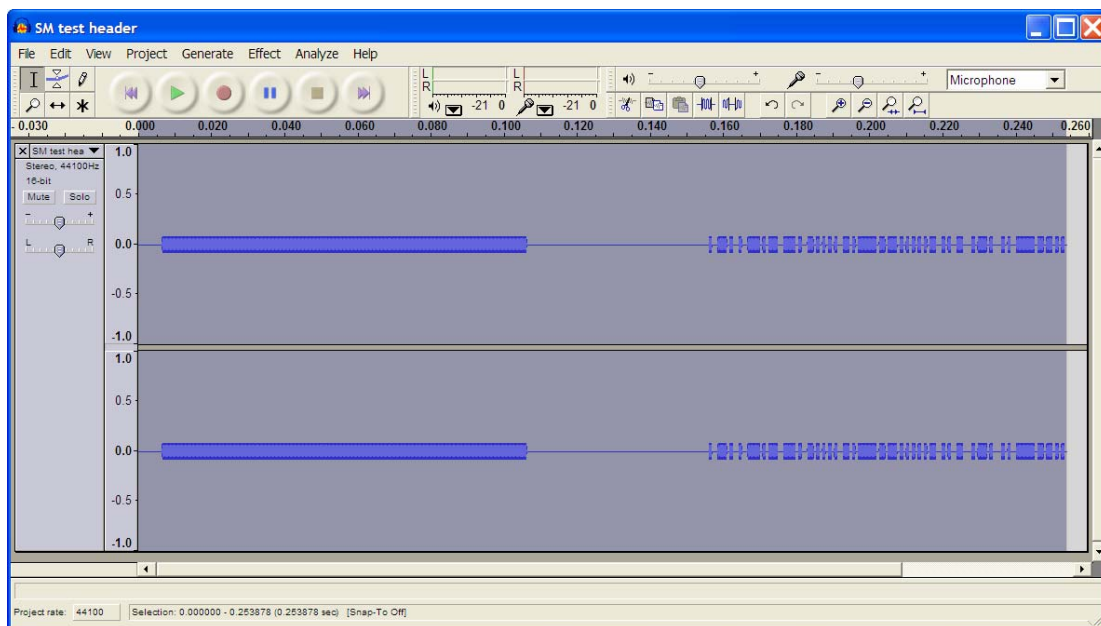 SM test header
File Edit View Project Generate Effect Analyze Help
L R L R
-21 0 -21 0 - + - + Microphone
- 0.030 0.000 0.020 0.040 0.060 0.080 0.100 0.120 0.140 0.160 0.180 0.200 0.220 0.240 0.260
X SM test hea 1.0
Stereo, 44100Hz
16-bit
Mute Solo 0.5
- +
L R 0.0
-0.5
-1.0
1.0
0.5
0.0
-0.5
-1.0
Project rate: 44100 Selection: 0.000000 - 0.253878 (0.253878 sec) [Snap-To Off]